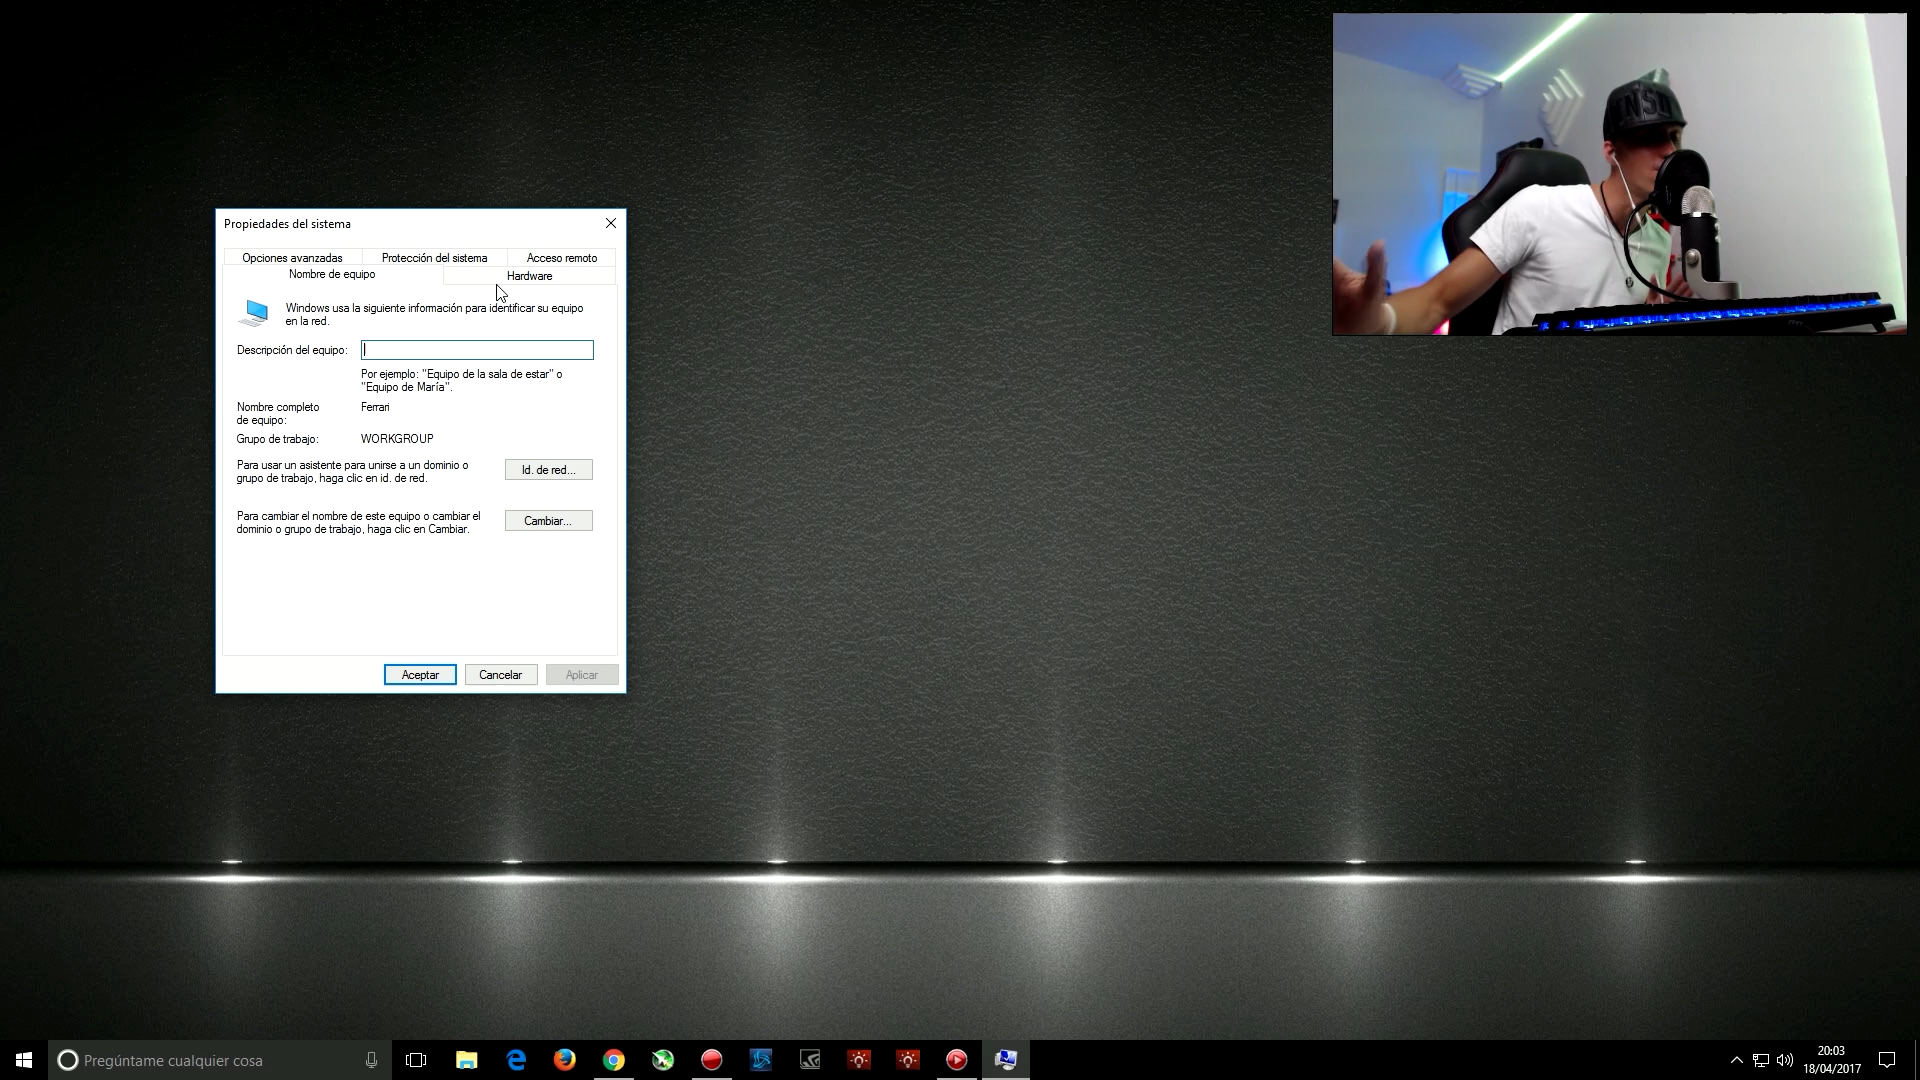 Propiedades del sistema
Opciones avanzadas
Protección del sistema
Acceso remoto
Nombre de equipo
Hardware
Windows usa la siguiente información para identificar su equipo
en la red.
Descripción del equipo:
Por ejemplo: "Equipo de la sala de estar" o
"Equipo de María".
Nombre completo
de equipo:
Ferrari
Grupo de trabajo:
WORKGROUP
Para usar un asistente para unirse a un dominio o
grupo de trabajo, haga clic en id. de red.
Id. de red...
Para cambiar el nombre de este equipo o cambiar el
dominio o grupo de trabajo, haga clic en Cambiar.
Cambiar...
Aceptar
Cancelar
Aplicar
Pregúntame cualquier cosa
20:03
18/04/2017